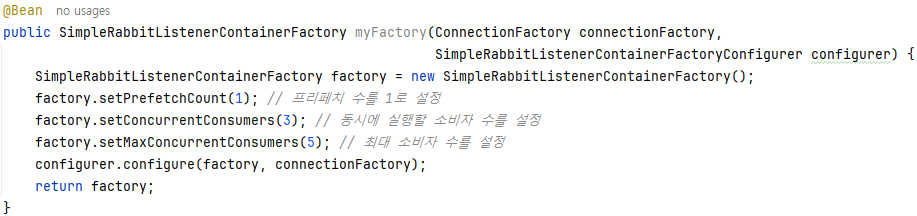 @Bean no usages
public SimpleRabbitListenerContainerFactory myFactory(ConnectionFactory connectionFactory,
SimpleRabbitListenerContainerFactoryConfigurer configurer) {
SimpleRabbitListenerContainerFactory factory = new SimpleRabbitListenerContainerFactory();
factory.setPrefetchCount(1); // 프리페치 수를 1로 설정
factory.setConcurrentConsumers(3); // 동시에 실행할 소비자 수를 설정
factory.setMaxConcurrentConsumers(5); // 최대 소비자 수를 설정
configurer.configure(factory, connectionFactory);
return factory;
}